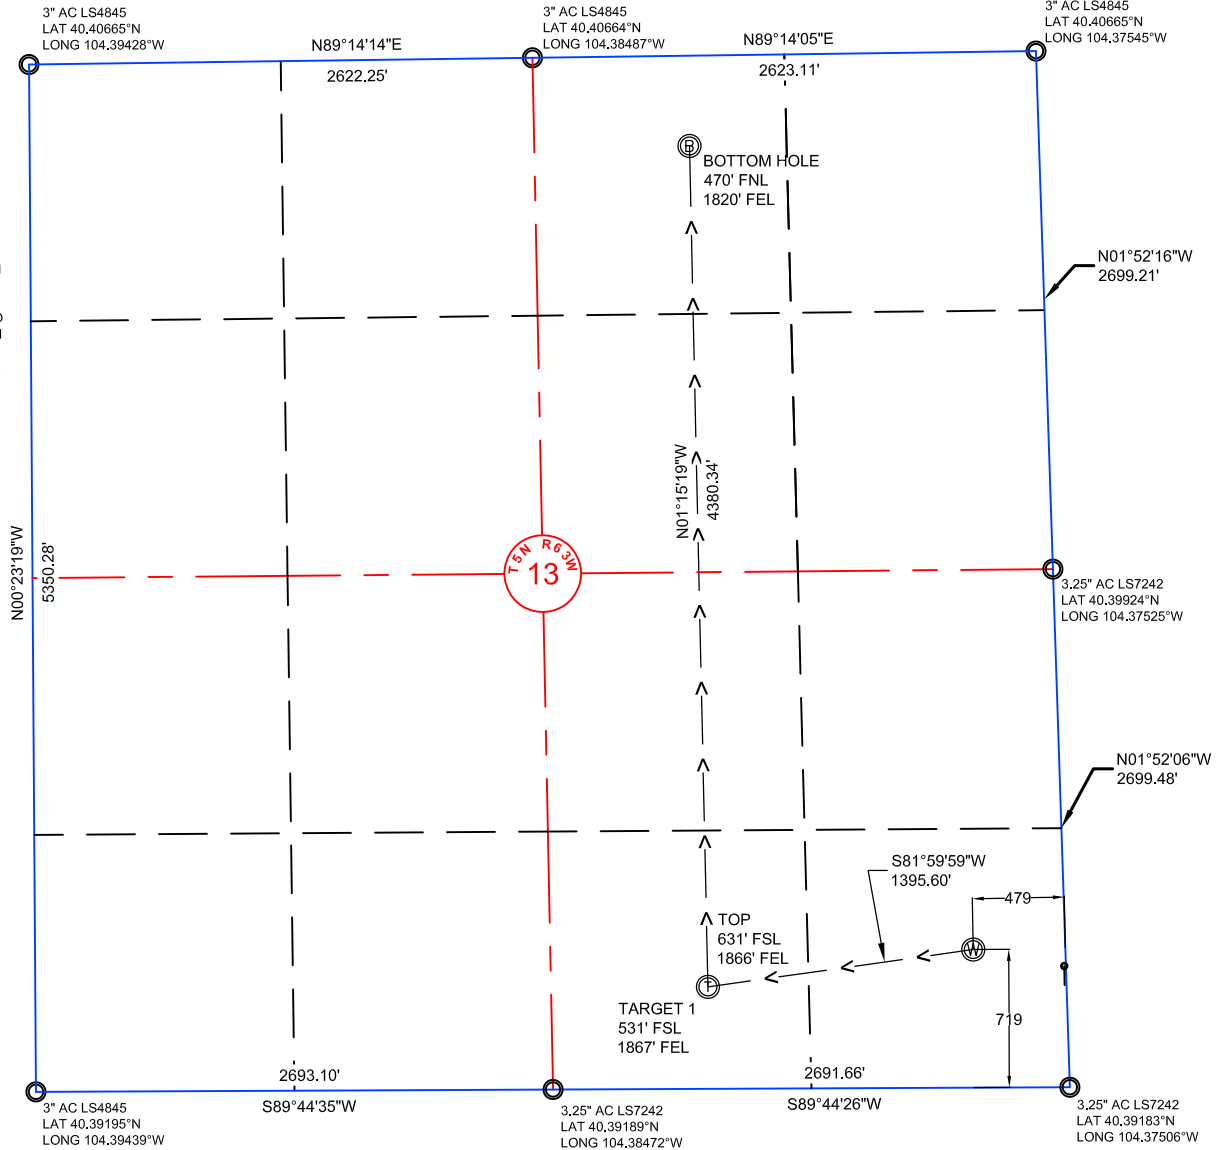 3" AC LS4845
LAT 40.40665°N
LONG 104.39428°W
N89°14'14"E
2622.25'
3" AC LS4845
LAT 40.40664°N
LONG 104.38487°W
N89°14'05"E
2623.11'
3" AC LS4845
LAT 40.40665°N
LONG 104.37545°W
B
BOTTOM HOLE
470' FNL
1820' FEL
N01°52'16"W
2699.21'
N01°15'19"W
4380.34'
N00°23'19"W
5350.28'
T5N R63W
13
3.25" AC LS7242
LAT 40.39924°N
LONG 104.37525°W
N01°52'06"W
2699.48'
S81°59'59"W
1395.60'
479
W
TOP
631' FSL
1866' FEL
T
TARGET 1
531' FSL
1867' FEL
719
2693.10'
S89°44'35"W
2691.66'
S89°44'26"W
3" AC LS4845
LAT 40.39195°N
LONG 104.39439°W
3.25" AC LS7242
LAT 40.39189°N
LONG 104.38472°W
3.25" AC LS7242
LAT 40.39183°N
LONG 104.37506°W